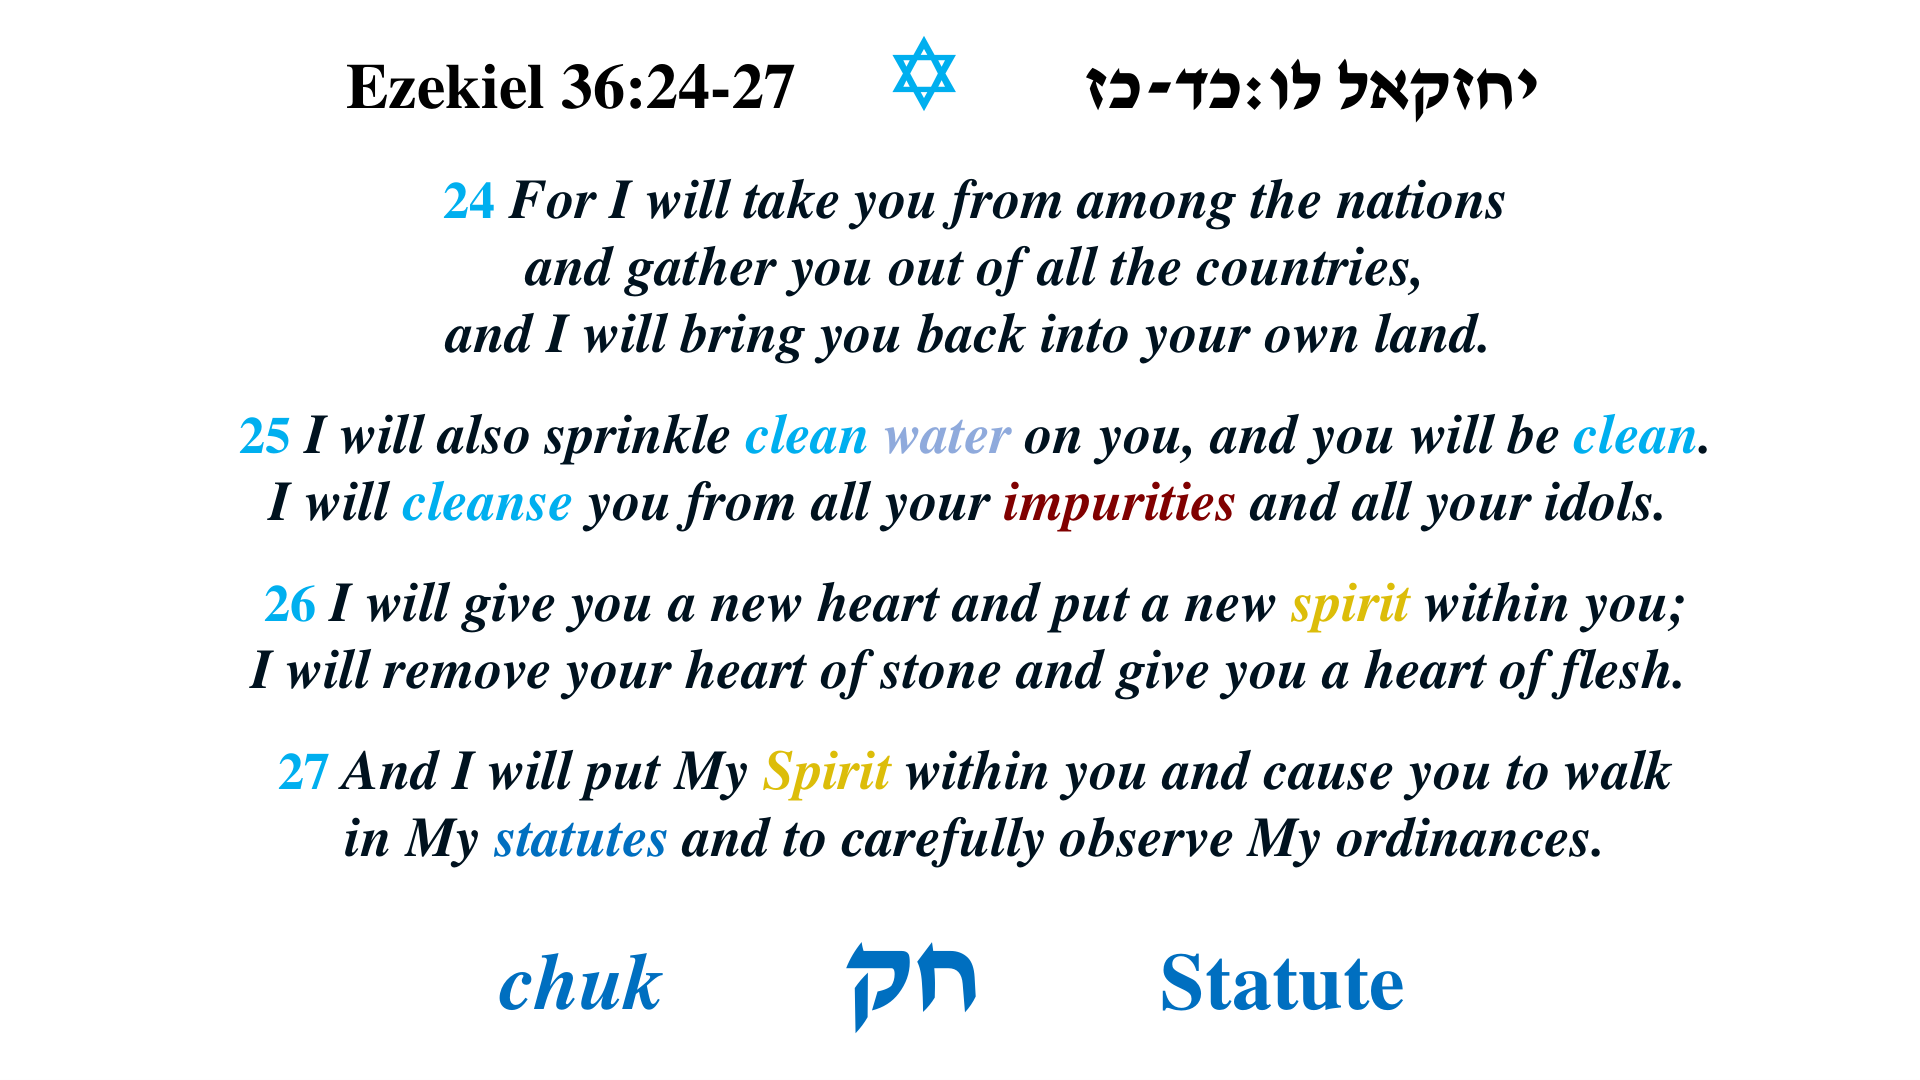 Ezekiel 36:24-27 ✡ יחזקאל לו:כד-כז
24 For I will take you from among the nations
and gather you out of all the countries,
and I will bring you back into your own land.
25 I will also sprinkle clean water on you, and you will be clean.
I will cleanse you from all your impurities and all your idols.
26 I will give you a new heart and put a new spirit within you;
I will remove your heart of stone and give you a heart of flesh.
27 And I will put My Spirit within you and cause you to walk
in My statutes and to carefully observe My ordinances.
chuk חק Statute